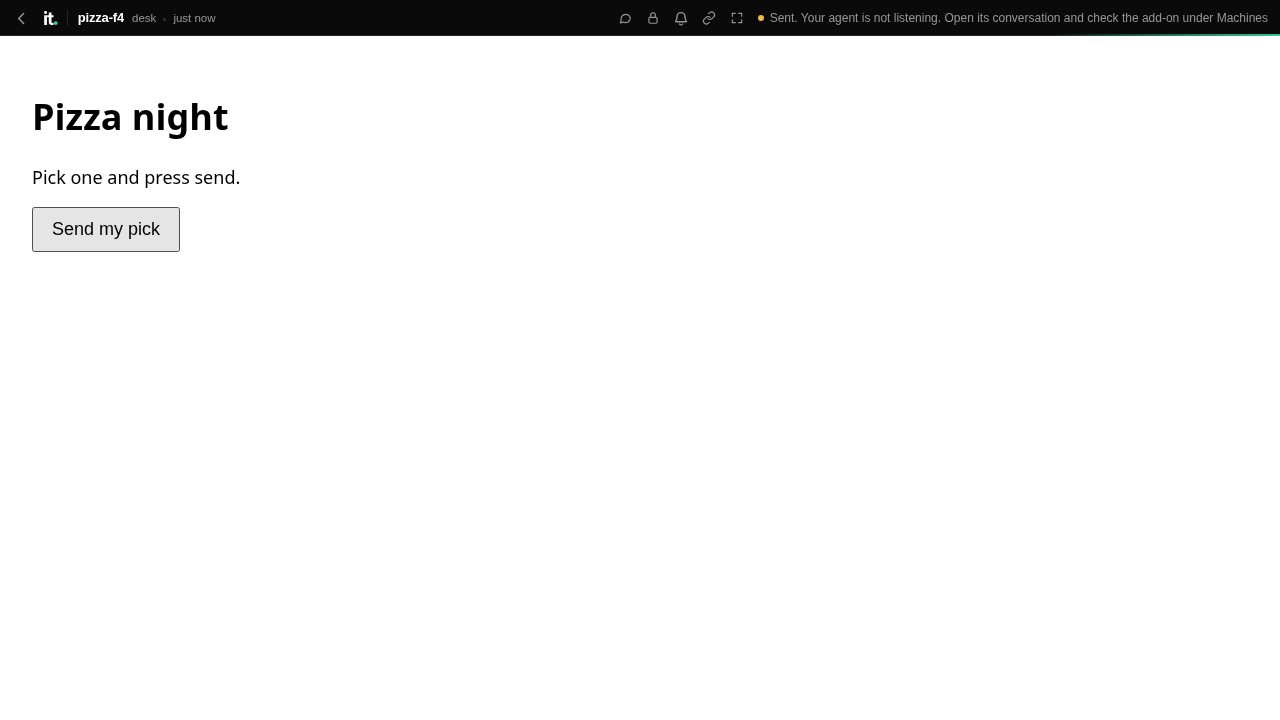 it. pizza-f4 desk • just now Sent. Your agent is not listening. Open its conversation and check the add-on under Machines
Pizza night
Pick one and press send.
Send my pick